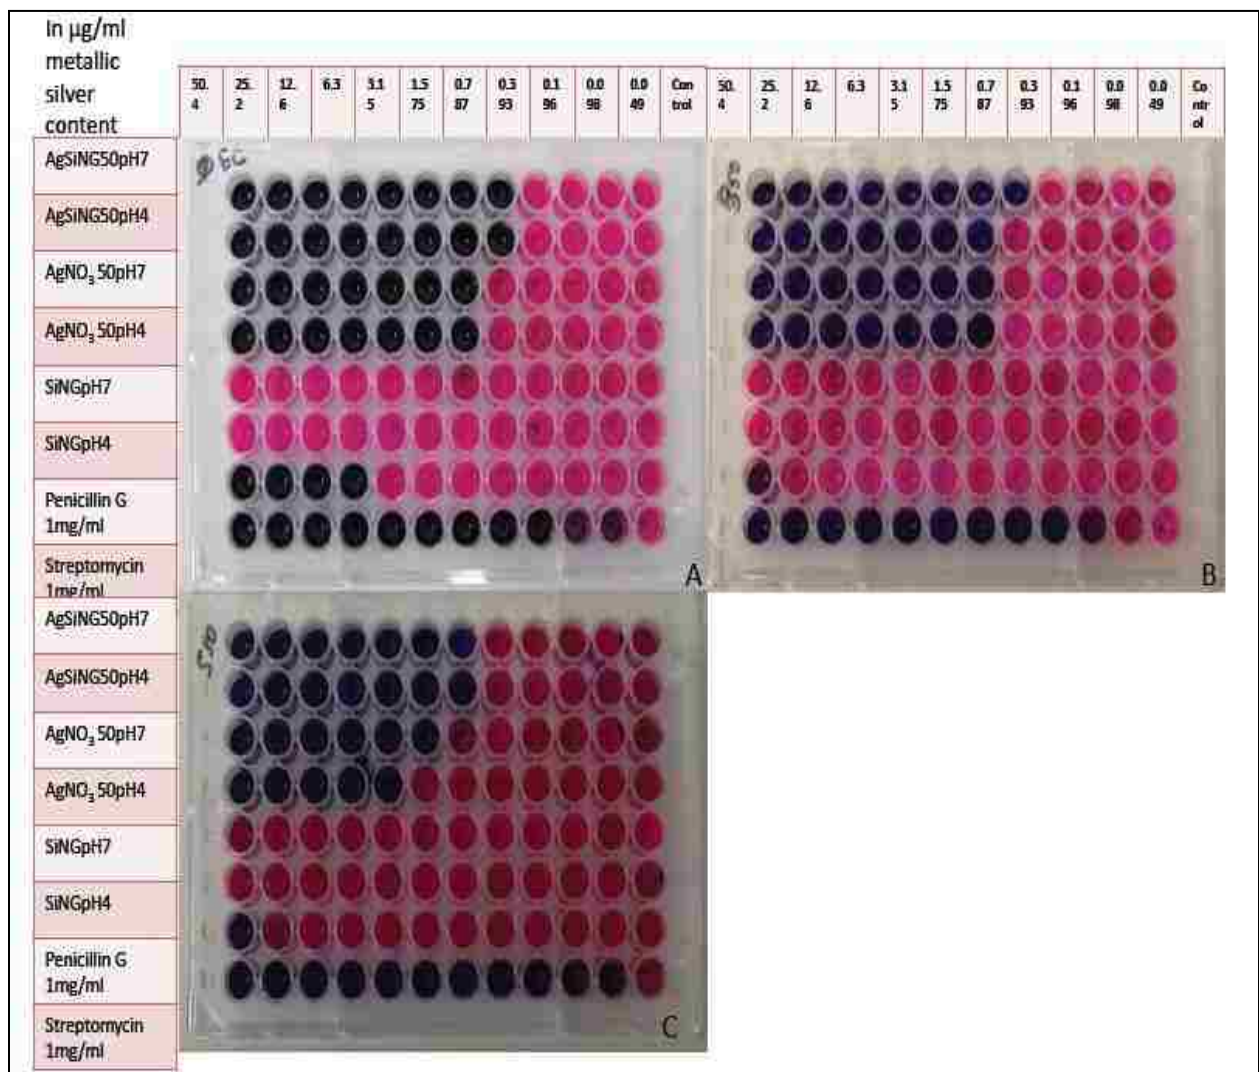 In µg/ml
metallic
silver
content
50. 25. 12. 6.3 3.1 1.5 0.7 0.3 0.1 0.0 0.0 Con 50. 25. 12. 6.3 3.1 1.5 0.7 0.3 0.1 0.0 0.0 Co
4 2 6 5 75 87 93 96 98 49 trol 4 2 6 5 75 87 93 96 98 49 ntr
ol
AgSiNG50pH7
AgSiNG50pH4
AgNO₃ 50pH7
AgNO₃ 50pH4
SiNGpH7
SiNGpH4
Penicillin G
1mg/ml
Streptomycin
1mg/ml
A
B
AgSiNG50pH7
AgSiNG50pH4
AgNO₃ 50pH7
AgNO₃ 50pH4
SiNGpH7
SiNGpH4
Penicillin G
1mg/ml
Streptomycin
1mg/ml
C